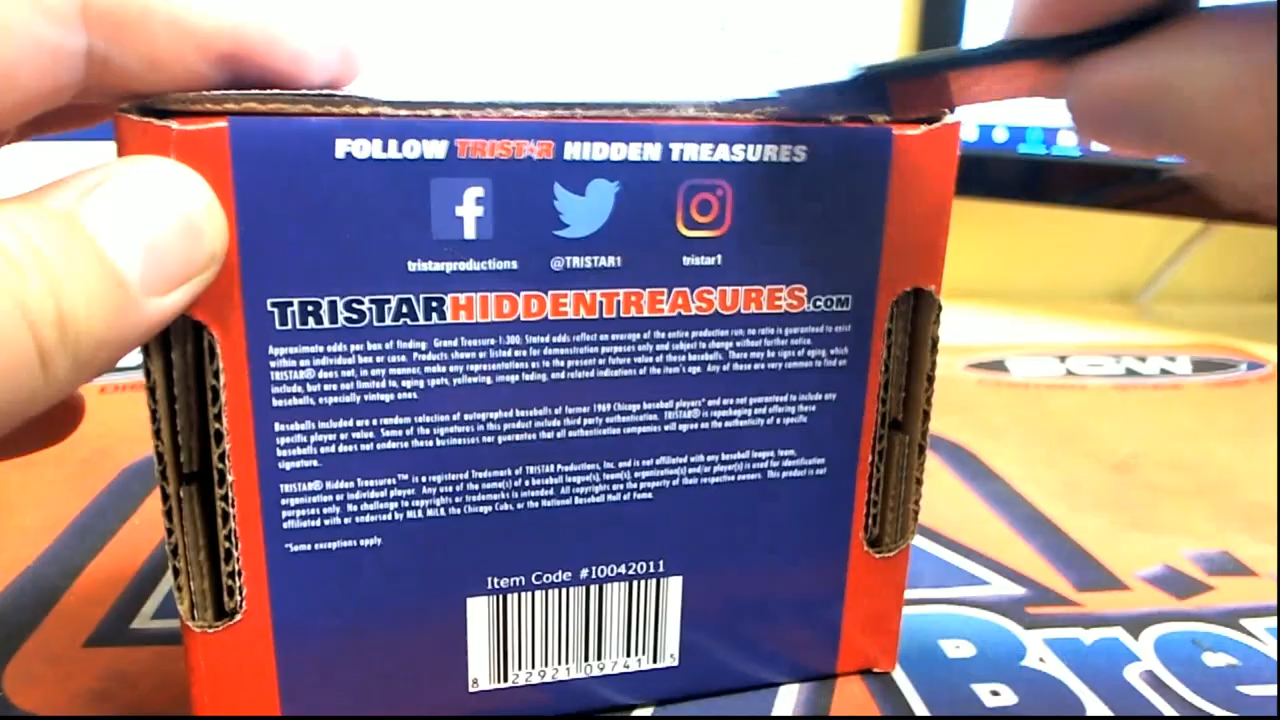 FOLLOW TRISTAR HIDDEN TREASURES
f
tristarproductions @TRISTAR1 tristar1
TRISTARHIDDENTREASURES.COM
Approximate odds per box of finding: Grand Treasure-1:300; Stated odds reflect an average of the entire production run; no ratio is guaranteed to exist
within an individual box or case. Products shown or listed are for demonstration purposes only and subject to change without further notice.
TRISTAR® does not, in any manner, make any representations as to the present or future value of these baseballs. There may be signs of aging, which
include, but are not limited to, aging spots, yellowing, image fading, and related indications of the item's age. Any of these are very common to find on
baseballs, especially vintage ones.
Baseballs included are a random selection of autographed baseballs of former 1969 Chicago baseball players* and are not guaranteed to include any
specific player or value. Some of the signatures in this product include third party authentication. TRISTAR® is repackaging and offering these
baseballs and does not endorse these businesses nor guarantee that all authentication companies will agree on the authenticity of a specific
signature..
TRISTAR® Hidden Treasures™ is a registered Trademark of TRISTAR Productions, Inc. and is not affiliated with any baseball league, team,
organization or individual player. Any use of the name(s) of a baseball league(s), team(s), organization(s) and/or player(s) is used for identification
purposes only. No challenge to copyrights or trademarks is intended. All copyrights are the property of their respective owners. This product is not
affiliated with or endorsed by MLB, MiLB, the Chicago Cubs, or the National Baseball Hall of Fame.
*Some exceptions apply.
Item Code #I0042011
8 22921 09741 5
BGW
Bre